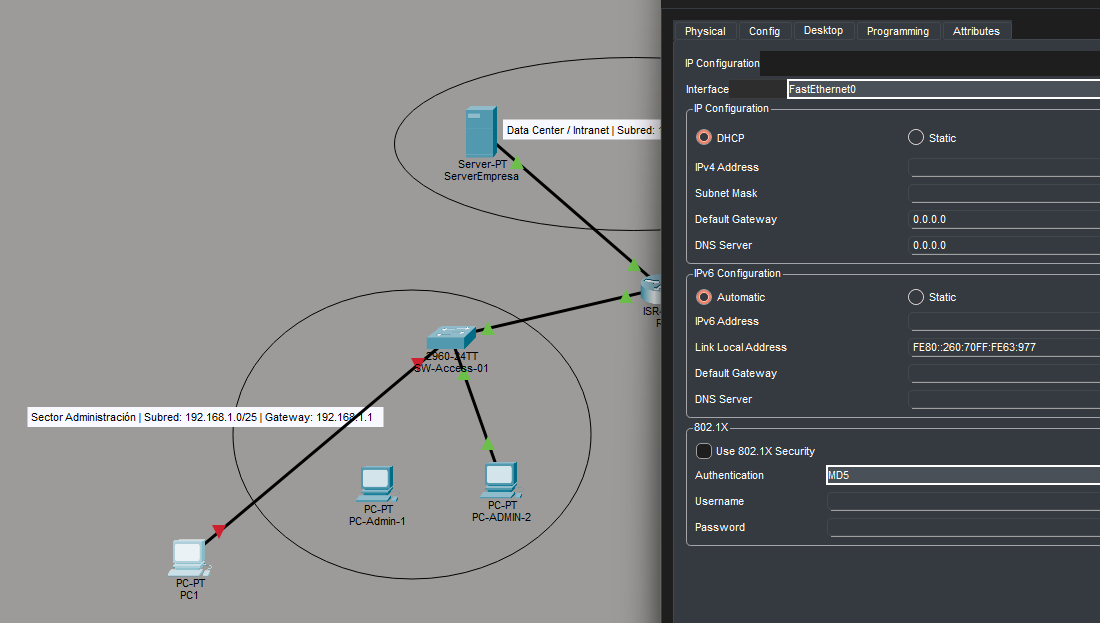 Physical
Config
Desktop
Programming
Attributes
IP Configuration
Interface
FastEthernet0
IP Configuration
DHCP
Static
IPv4 Address
Subnet Mask
Default Gateway
0.0.0.0
DNS Server
0.0.0.0
IPv6 Configuration
Automatic
Static
IPv6 Address
Link Local Address
FE80::260:70FF:FE63:977
Default Gateway
DNS Server
802.1X
Use 802.1X Security
Authentication
MD5
Username
Password
Data Center / Intranet | Subred:
Server-PT
ServerEmpresa
ISR
2960-24TT
SW-Access-01
Sector Administración | Subred: 192.168.1.0/25 | Gateway: 192.168.1.1
PC-PT
PC-Admin-1
PC-PT
PC-ADMIN-2
PC-PT
PC1